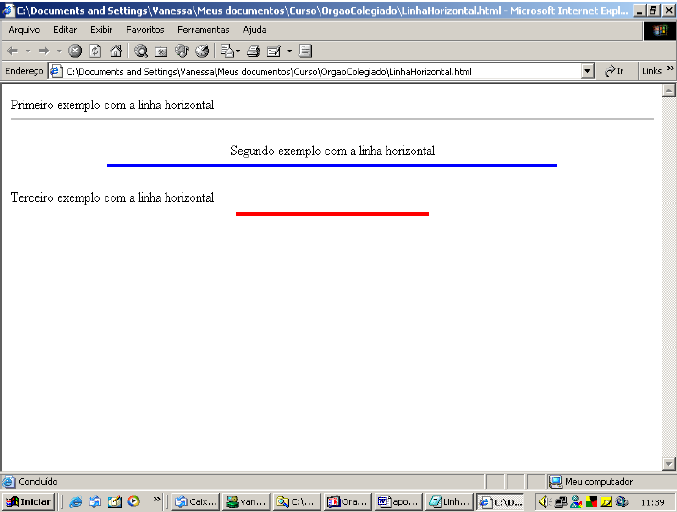 C:\Documents and Settings\Vanessa\Meus documentos\Curso\OrgaoColegiado\LinhaHorizontal.html - Microsoft Internet Expl...
Arquivo Editar Exibir Favoritos Ferramentas Ajuda
Endereço C:\Documents and Settings\Vanessa\Meus documentos\Curso\OrgaoColegiado\LinhaHorizontal.html Ir Links »
Primeiro exemplo com a linha horizontal
Segundo exemplo com a linha horizontal
Terceiro exemplo com a linha horizontal
Concluído Meu computador
Iniciar » Caix... van... C:\... Ora... apo... Linh... C:\D... 11:39